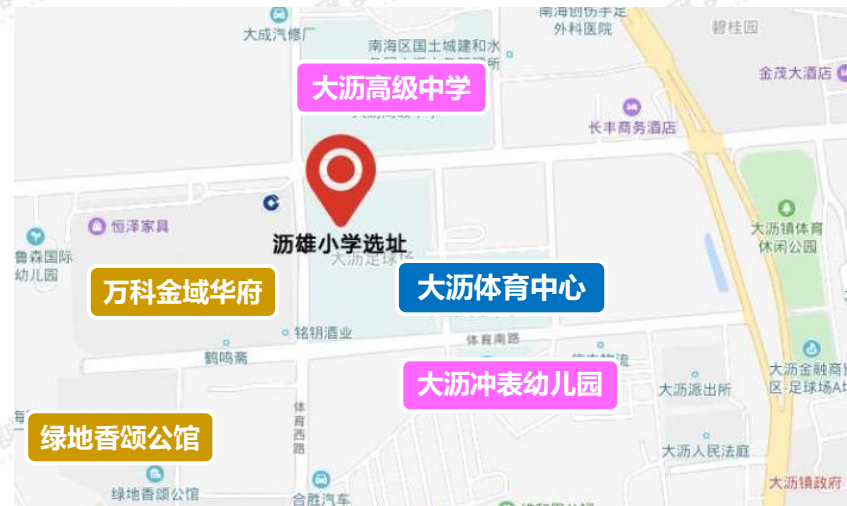 大成汽修厂
南海创伤手足
外科医院
碧桂园
南海区国土城建和水
金茂大酒店
大沥高级中学
长丰商务酒店
恒泽家具
鲁森国际
幼儿园
沥雄小学选址
大沥足球场
大沥镇体育
休闲公园
万科金域华府
大沥体育中心
铭钥酒业
体育南路
鹤鸣斋
大沥冲表幼儿园
大沥派出所
大沥金融商贸
区-足球场A场
体育西路
绿地香颂公馆
大沥人民法庭
绿地香颂公馆
合胜汽车
大沥镇政府